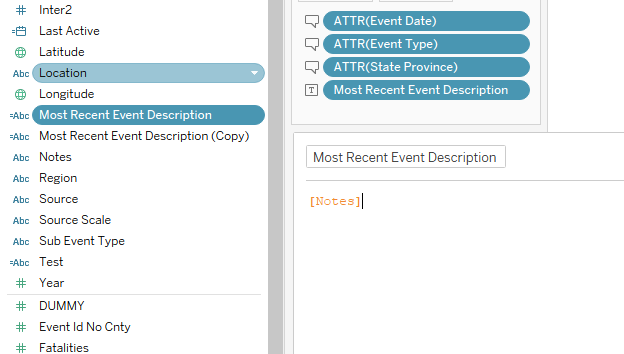 # Inter2
Last Active
Latitude
Abc Location
Longitude
=Abc Most Recent Event Description
=Abc Most Recent Event Description (Copy)
Abc Notes
Abc Region
Abc Source
Abc Source Scale
Abc Sub Event Type
=Abc Test
# Year
# DUMMY
# Event Id No Cnty
# Fatalities
ATTR(Event Date)
ATTR(Event Type)
ATTR(State Province)
T Most Recent Event Description
Most Recent Event Description
[Notes]